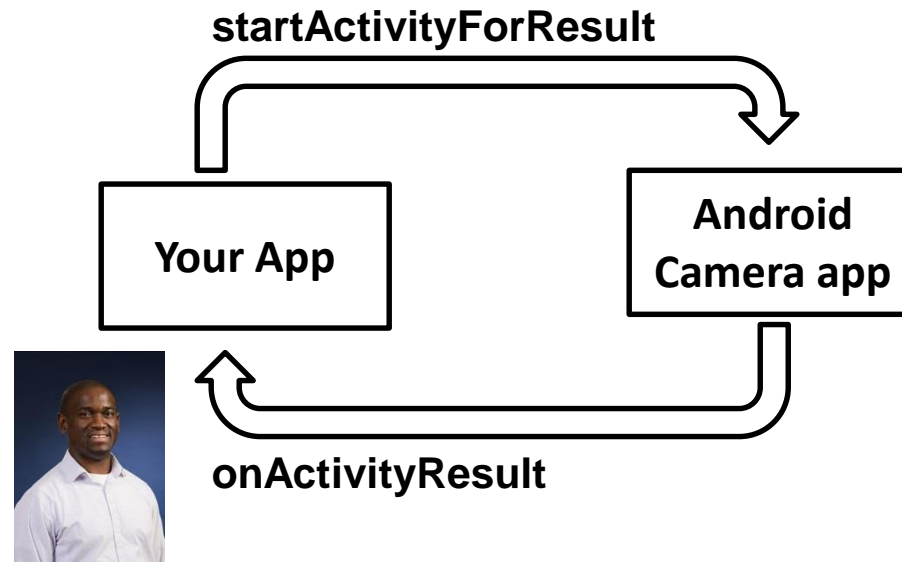 startActivityForResult
Your App
Android
Camera app
onActivityResult